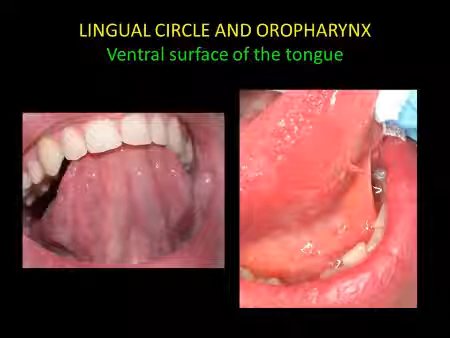 LINGUAL CIRCLE AND OROPHARYNX
Ventral surface of the tongue